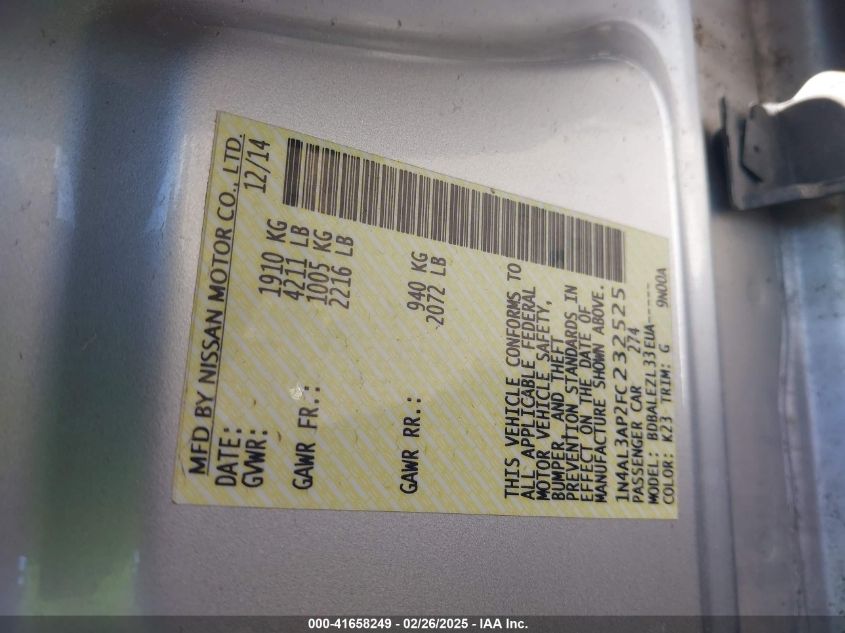 MFD BY NISSAN MOTOR CO., LTD.
DATE: 12/14
GVWR: 1910 KG
4211 LB
GAWR FR.: 1005 KG
2216 LB
GAWR RR.: 940 KG
2072 LB
THIS VEHICLE CONFORMS TO
ALL APPLICABLE FEDERAL
MOTOR VEHICLE SAFETY,
BUMPER, AND THEFT
PREVENTION STANDARDS IN
EFFECT ON THE DATE OF
MANUFACTURE SHOWN ABOVE.
1N4AL3AP2FC232525
PASSENGER CAR 274
MODEL: BDBALEZL33EUA-----
COLOR: K23 TRIM: G 9N00A
000-41658249 - 02/26/2025 - IAA Inc.